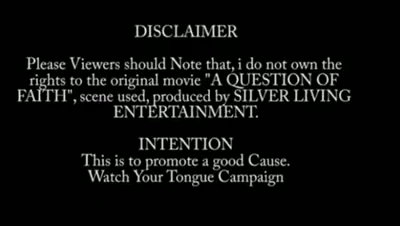 DISCLAIMER
Please Viewers should Note that, i do not own the
rights to the original movie "A QUESTION OF
FAITH", scene used, produced by SILVER LIVING
ENTERTAINMENT.
INTENTION
This is to promote a good Cause.
Watch Your Tongue Campaign